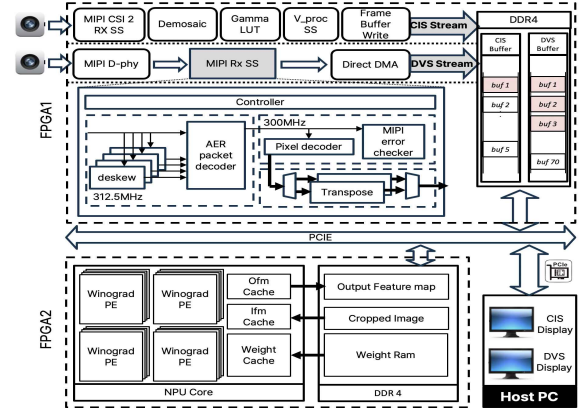 FPGA1
MIPI CSI 2
RX SS
Demosaic
Gamma
LUT
V_proc
SS
Frame
Buffer
Write
CIS Stream
MIPI D-phy
MIPI Rx SS
Direct DMA
DVS Stream
DDR4
CIS
Buffer
DVS
Buffer
buf 1
buf 2
.
buf 5
buf 1
buf 2
buf 3
buf 70
Controller
deskew
312.5MHz
AER
packet
decoder
300MHz
Pixel decoder
MIPI
error
checker
Transpose
PCIE
FPGA2
Winograd
PE
Winograd
PE
Winograd
PE
Winograd
PE
Ofm
Cache
Ifm
Cache
Weight
Cache
NPU Core
Output Feature map
Cropped Image
Weight Ram
DDR 4
PCIe
CIS
Display
DVS
Display
Host PC